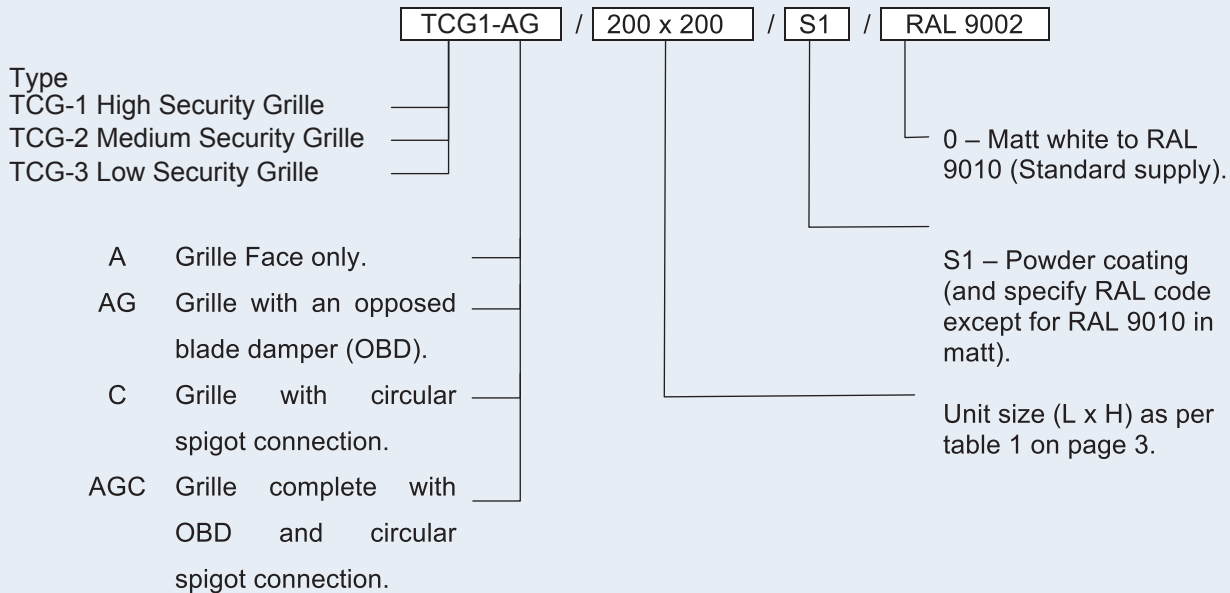 TCG1-AG / 200 x 200 / S1 / RAL 9002
Type
TCG-1 High Security Grille
TCG-2 Medium Security Grille
TCG-3 Low Security Grille
A Grille Face only.
AG Grille with an opposed
blade damper (OBD).
C Grille with circular
spigot connection.
AGC Grille complete with
OBD and circular
spigot connection.
0 – Matt white to RAL
9010 (Standard supply).
S1 – Powder coating
(and specify RAL code
except for RAL 9010 in
matt).
Unit size (L x H) as per
table 1 on page 3.